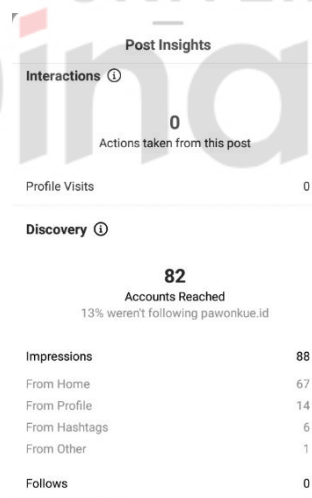 Post Insights
Interactions
0
Actions taken from this post
Profile Visits 0
Discovery
82
Accounts Reached
13% weren't following pawonkue.id
Impressions 88
From Home 67
From Profile 14
From Hashtags 6
From Other 1
Follows 0